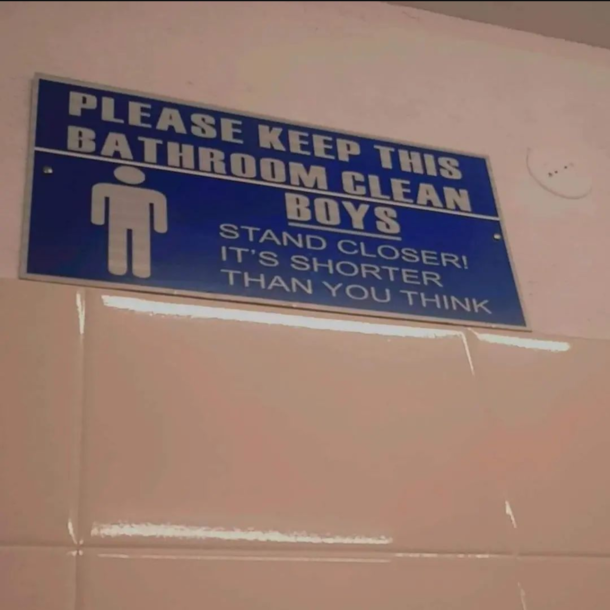 PLEASE KEEP THIS
BATHROOM CLEAN
BOYS
STAND CLOSER!
IT'S SHORTER
THAN YOU THINK